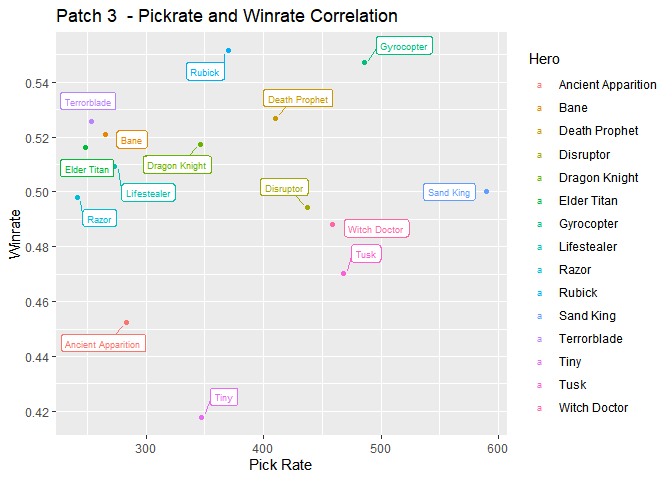 Patch 3  - Pickrate and Winrate Correlation
Winrate
0.54
0.52
0.50
0.48
0.46
0.44
0.42
Gyrocopter
Rubick
Terrorblade
Death Prophet
Bane
Dragon Knight
Elder Titan
Lifestealer
Disruptor
Sand King
Razor
Witch Doctor
Tusk
Ancient Apparition
Tiny
300
400
500
600
Pick Rate
Hero
a Ancient Apparition
a Bane
a Death Prophet
a Disruptor
a Dragon Knight
a Elder Titan
a Gyrocopter
a Lifestealer
a Razor
a Rubick
a Sand King
a Terrorblade
a Tiny
a Tusk
a Witch Doctor